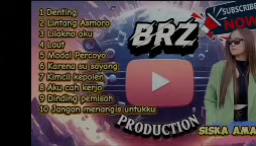 1 Denting
2 Lintang Asmoro
3 Lilakno aku
4 Lout
5 Modal Percoyo
6 Karena su sayang
7 Kimcil kepolen
8 Aku cah kerjo
9 Dinding pemisah
10 Jangan menangis untukku
BRZ
PRODUCTION
SUBSCRIBE
NOW
SISKA AMA